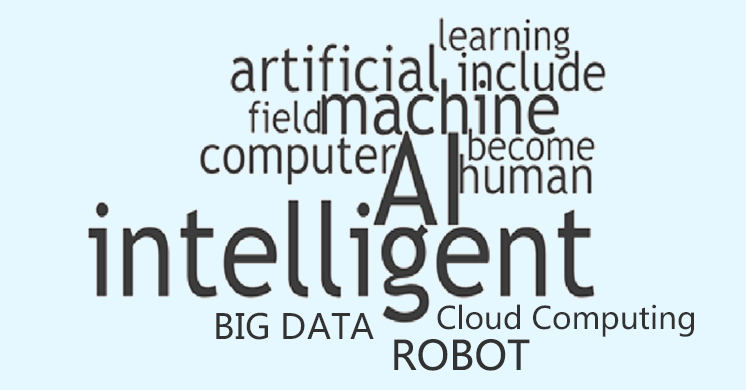 learning
artificial include
field machine
computer AI become
human
intelligent
BIG DATA Cloud Computing
ROBOT